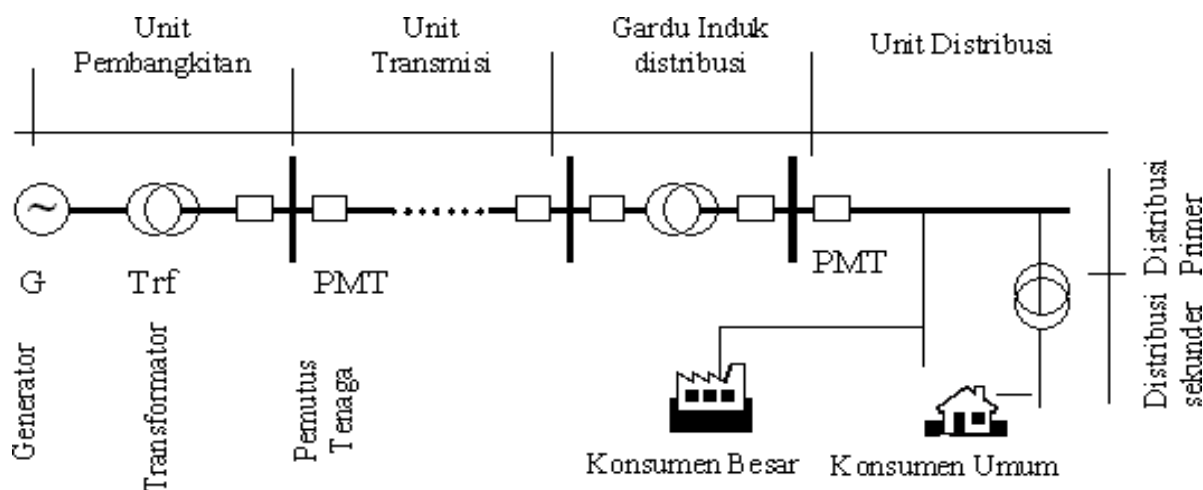 Unit
Pembangkitan
Unit
Transmisi
Gardu Induk
distribusi
Unit Distribusi
~
G
Trf
PMT
PMT
Generator
Transformator
Pemutus
Tenaga
Konsumen Besar
Konsumen Umum
Distribusi
Primer
Distribusi
sekunder